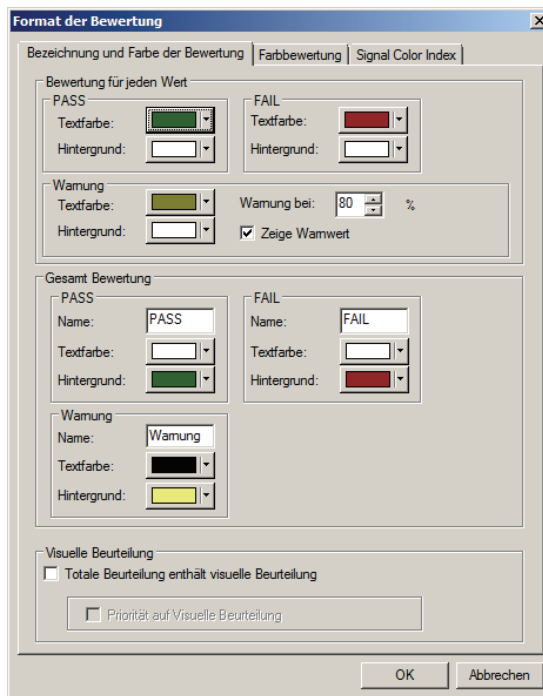 Format der Bewertung
Bezeichnung und Farbe der Bewertung
Farbbewertung
Signal Color Index
Bewertung für jeden Wert
PASS
Textfarbe:
Hintergrund:
FAIL
Textfarbe:
Hintergrund:
Warnung
Textfarbe:
Hintergrund:
Warnung bei:
80
%
Zeige Warnwert
Gesamt Bewertung
PASS
Name:
PASS
Textfarbe:
Hintergrund:
FAIL
Name:
FAIL
Textfarbe:
Hintergrund:
Warnung
Name:
Warnung
Textfarbe:
Hintergrund:
Visuelle Beurteilung
Totale Beurteilung enthält visuelle Beurteilung
Priorität auf Visuelle Beurteilung
OK
Abbrechen